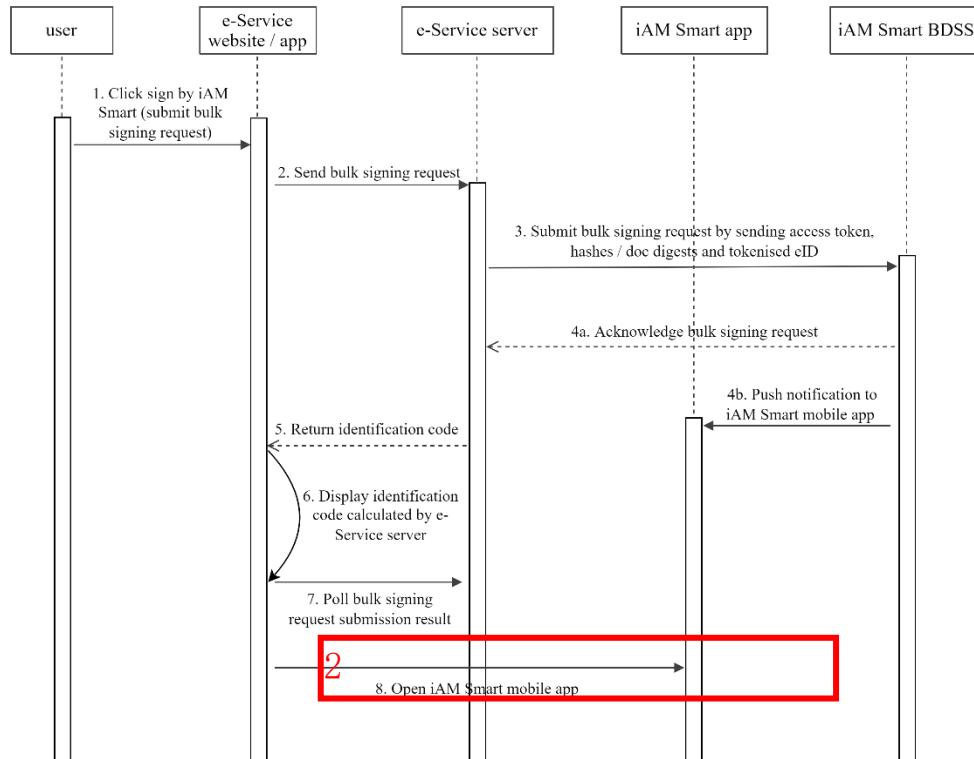 user
e-Service
website / app
e-Service server
iAM Smart app
iAM Smart BDSS
1. Click sign by iAM
Smart (submit bulk
signing request)
2. Send bulk signing request
3. Submit bulk signing request by sending access token,
hashes / doc digests and tokenised eID
4a. Acknowledge bulk signing request
4b. Push notification to
iAM Smart mobile app
5. Return identification code
6. Display identification
code calculated by e-
Service server
7. Poll bulk signing
request submission result
2
8. Open iAM Smart mobile app